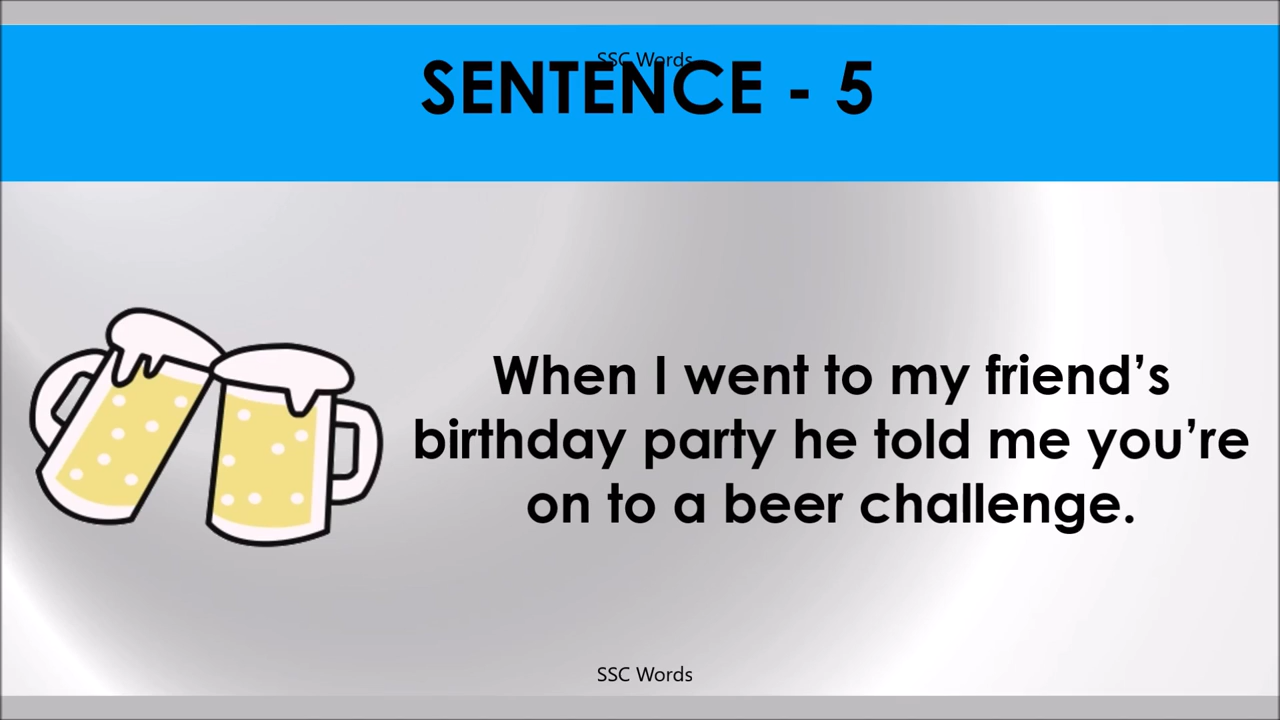 SSC Words
SENTENCE - 5
When I went to my friend’s
birthday party he told me you’re
on to a beer challenge.
SSC Words